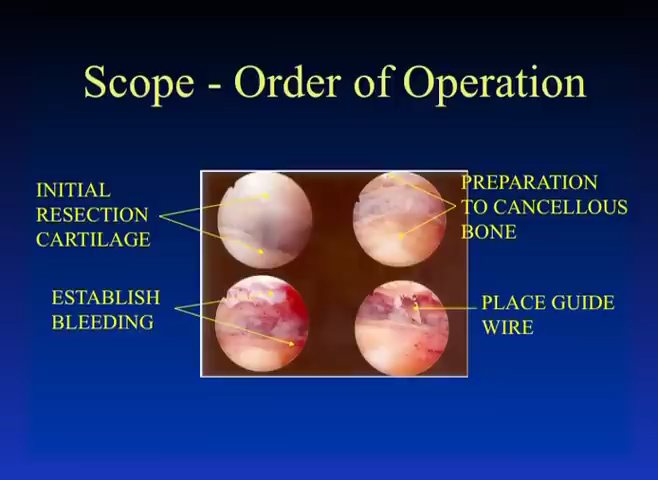 Scope - Order of Operation
INITIAL
RESECTION
CARTILAGE
PREPARATION
TO CANCELLOUS
BONE
ESTABLISH
BLEEDING
PLACE GUIDE
WIRE